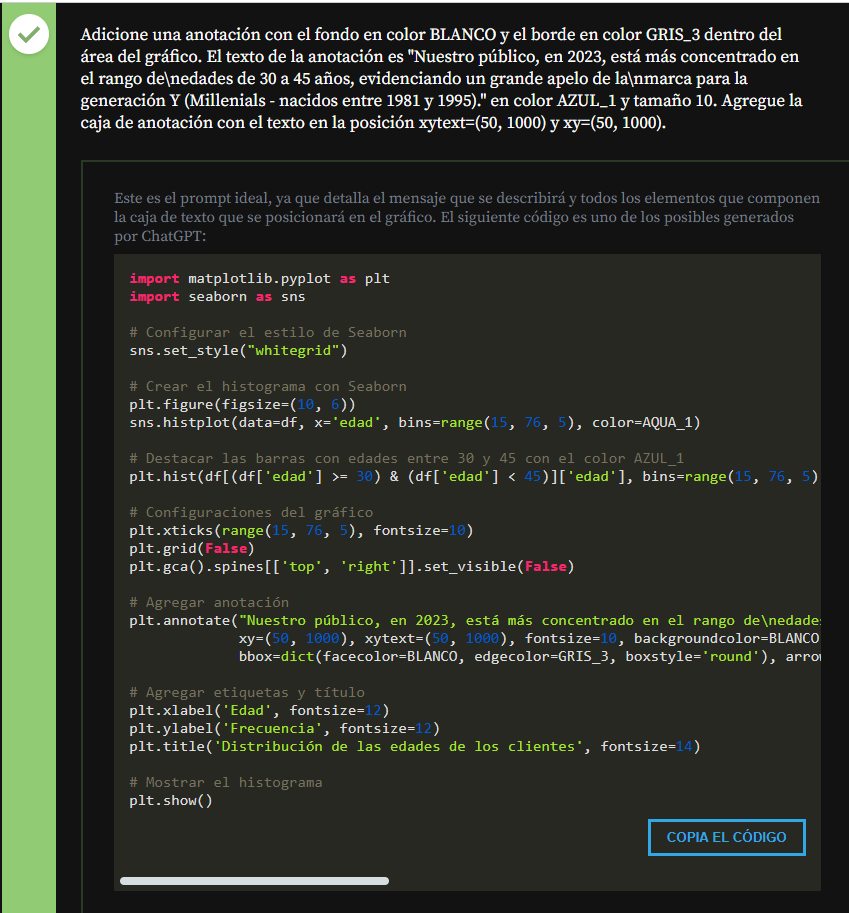 Adicione una anotación con el fondo en color BLANCO y el borde en color GRIS_3 dentro del
área del gráfico. El texto de la anotación es "Nuestro público, en 2023, está más concentrado en
el rango de\nedades de 30 a 45 años, evidenciando un grande apelo de la\nmarca para la
generación Y (Millenials - nacidos entre 1981 y 1995)." en color AZUL_1 y tamaño 10. Agregue la
caja de anotación con el texto en la posición xytext=(50, 1000) y xy=(50, 1000).
Este es el prompt ideal, ya que detalla el mensaje que se describirá y todos los elementos que componen
la caja de texto que se posicionará en el gráfico. El siguiente código es uno de los posibles generados
por ChatGPT:
import matplotlib.pyplot as plt
import seaborn as sns
# Configurar el estilo de Seaborn
sns.set_style("whitegrid")
# Crear el histograma con Seaborn
plt.figure(figsize=(10, 6))
sns.histplot(data=df, x='edad', bins=range(15, 76, 5), color=AQUA_1)
# Destacar las barras con edades entre 30 y 45 con el color AZUL_1
plt.hist(df[(df['edad'] >= 30) & (df['edad'] < 45)]['edad'], bins=range(15, 76, 5)
# Configuraciones del gráfico
plt.xticks(range(15, 76, 5), fontsize=10)
plt.grid(False)
plt.gca().spines[['top', 'right']].set_visible(False)
# Agregar anotación
plt.annotate("Nuestro público, en 2023, está más concentrado en el rango de\nedades
xy=(50, 1000), xytext=(50, 1000), fontsize=10, backgroundcolor=BLANCO
bbox=dict(facecolor=BLANCO, edgecolor=GRIS_3, boxstyle='round'), arrow
# Agregar etiquetas y título
plt.xlabel('Edad', fontsize=12)
plt.ylabel('Frecuencia', fontsize=12)
plt.title('Distribución de las edades de los clientes', fontsize=14)
# Mostrar el histograma
plt.show()
COPIA EL CÓDIGO